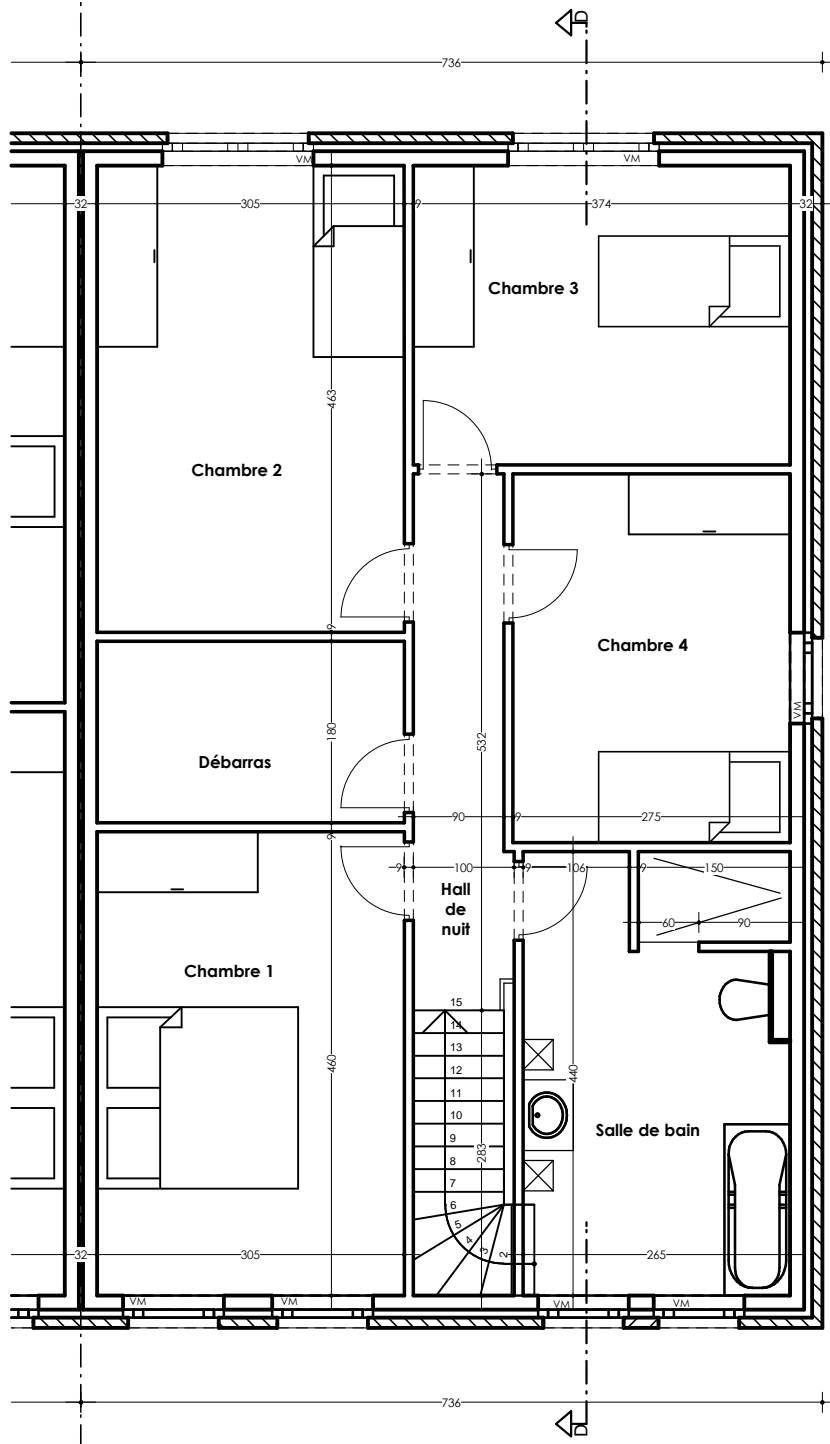 D
736
VM
VM
32
305
9
374
32
Chambre 3
463
Chambre 2
9
Chambre 4
VM
180
532
Débarras
90
9
275
9
9
100
9
106
9
150
Hall
de
nuit
60
90
Chambre 1
15
14
13
12
11
10
9
8
7
6
5
4
3
2
460
440
283
Salle de bain
32
305
265
VM
VM
VM
VM
736
D